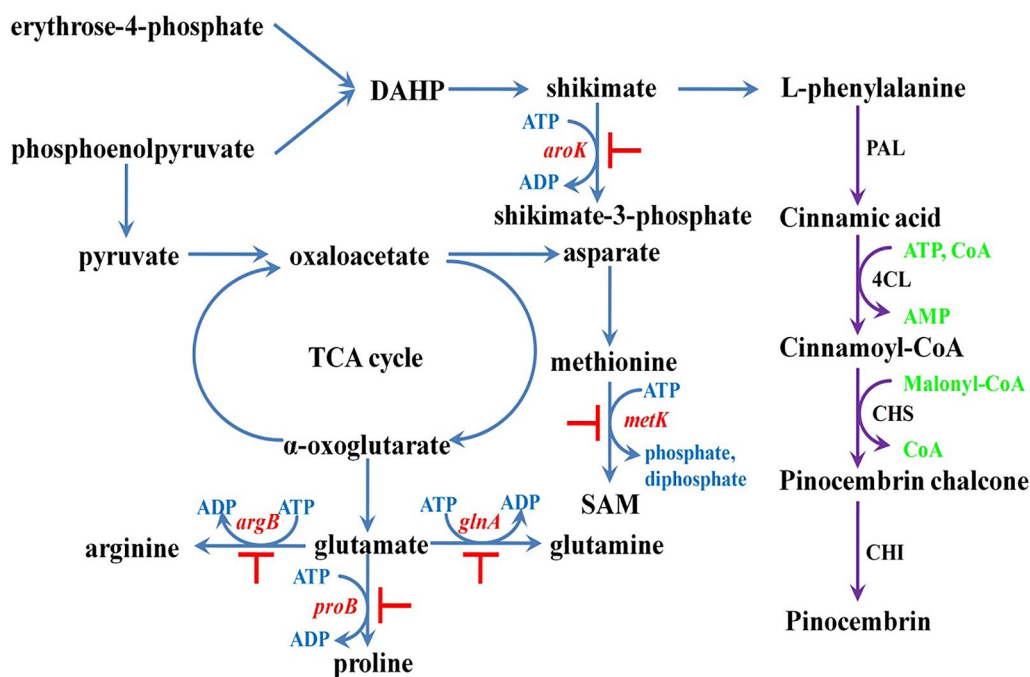 erythrose-4-phosphate
DAHP
shikimate
L-phenylalanine
phosphoenolpyruvate
ATP
aroK
ADP
PAL
shikimate-3-phosphate
Cinnamic acid
pyruvate
oxaloacetate
asparate
ATP, CoA
4CL
AMP
TCA cycle
methionine
Cinnamoyl-CoA
ATP
metK
phosphate,
diphosphate
Malonyl-CoA
CHS
CoA
α-oxoglutarate
SAM
Pinocembrin chalcone
ADP
argB
ATP
ATP
glnA
ADP
arginine
glutamate
glutamine
CHI
ATP
proB
ADP
proline
Pinocembrin